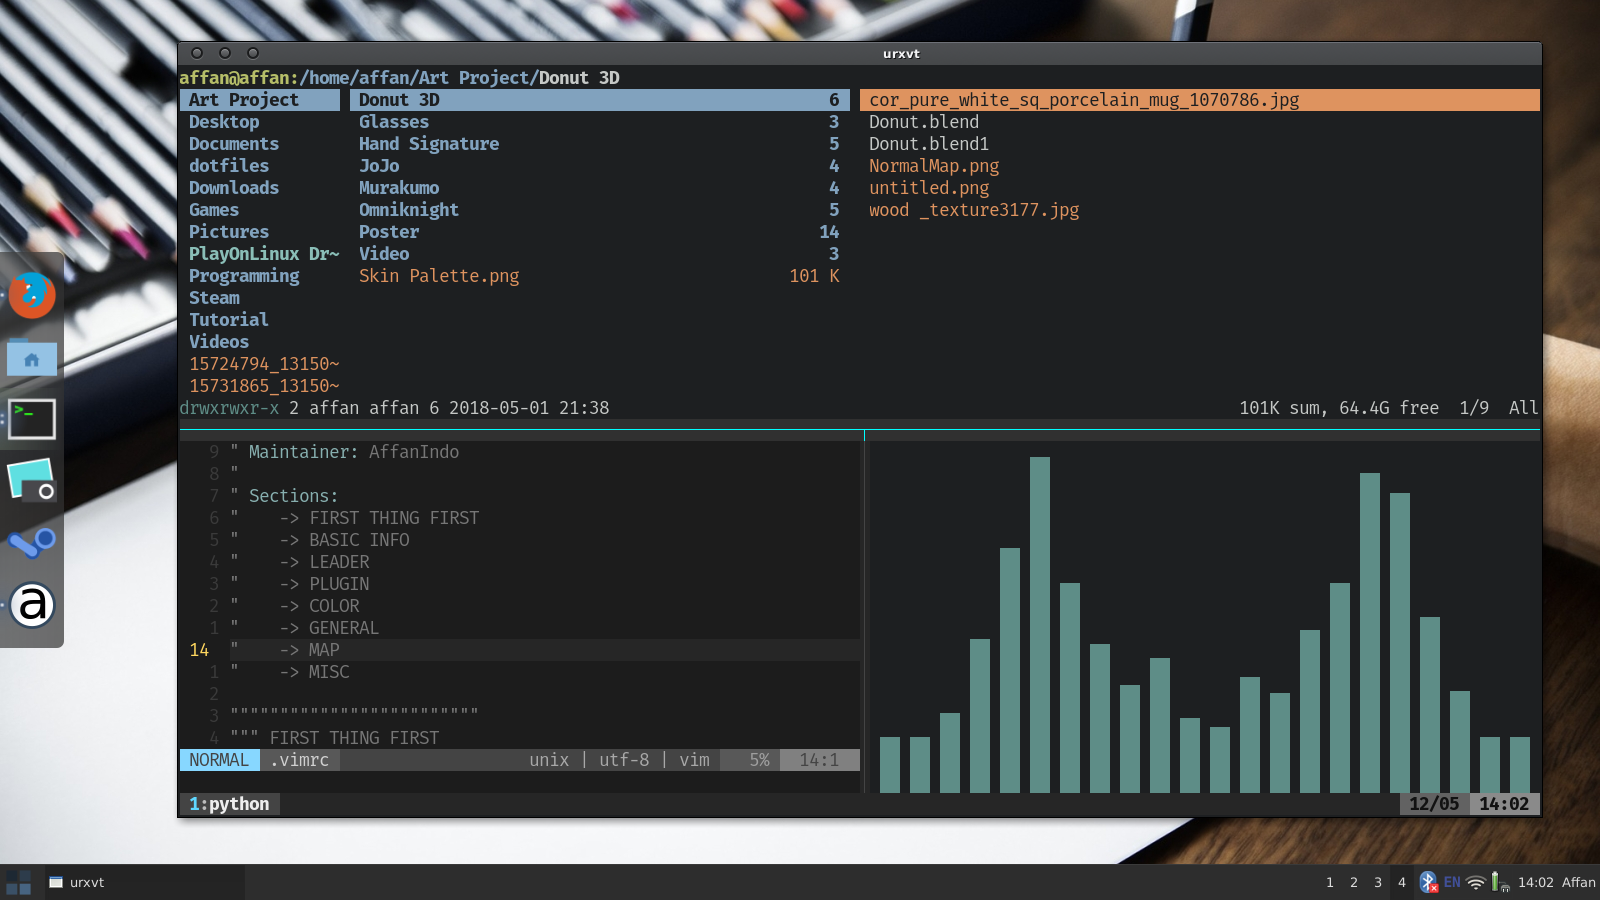 urxvt
affan@affan:/home/affan/Art Project/Donut 3D
Art Project Donut 3D 6 cor_pure_white_sq_porcelain_mug_1070786.jpg
Desktop Glasses 3 Donut.blend
Documents Hand Signature 5 Donut.blend1
dotfiles JoJo 4 NormalMap.png
Downloads Murakumo 4 untitled.png
Games Omniknight 5 wood _texture3177.jpg
Pictures Poster 14
PlayOnLinux Dr~ Video 3
Programming Skin Palette.png 101 K
Steam
Tutorial
Videos
15724794_13150~
15731865_13150~
drwxrwxr-x 2 affan affan 6 2018-05-01 21:38 101K sum, 64.4G free 1/9 All
9 " Maintainer: AffanIndo
8 "
7 " Sections:
6 " -> FIRST THING FIRST
5 " -> BASIC INFO
4 " -> LEADER
3 " -> PLUGIN
2 " -> COLOR
1 " -> GENERAL
14 " -> MAP
1 " -> MISC
2
3 """""""""""""""""""""""""
4 """ FIRST THING FIRST
NORMAL .vimrc unix | utf-8 | vim 5% 14:1
1:python 12/05 14:02
>_
a
urxvt 1 2 3 4 EN 14:02 Affan